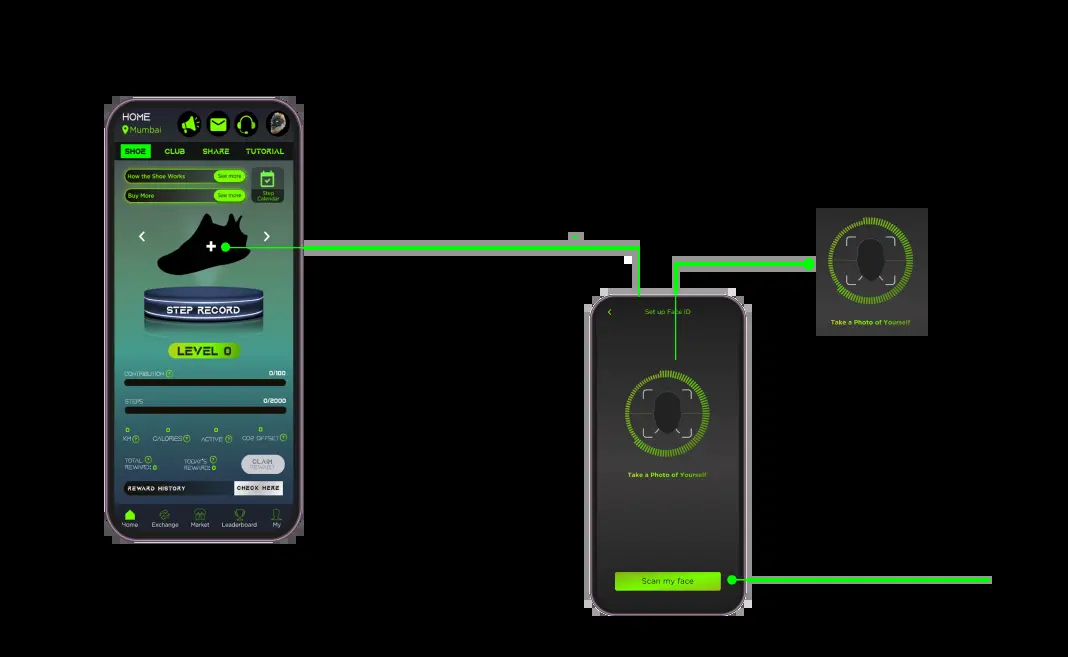 HOME
Mumbai
SHOE CLUB SHARE TUTORIAL
How the Shoe Works See more
Buy More See more
Step
Calendar
STEP RECORD
LEVEL 0
CONTRIBUTION ? 0/100
STEPS 0/2000
0 0 0 0
KM ? CALORIES ? ACTIVE ? CO2 OFFSET ?
TOTAL ?
REWARD: 0
TODAY'S ?
REWARD: 0
CLAIM
REWARD
REWARD HISTORY CHECK HERE
Home Exchange Market Leaderboard My
Set up Face ID
Take a Photo of Yourself
Scan my face
Take a Photo of Yourself